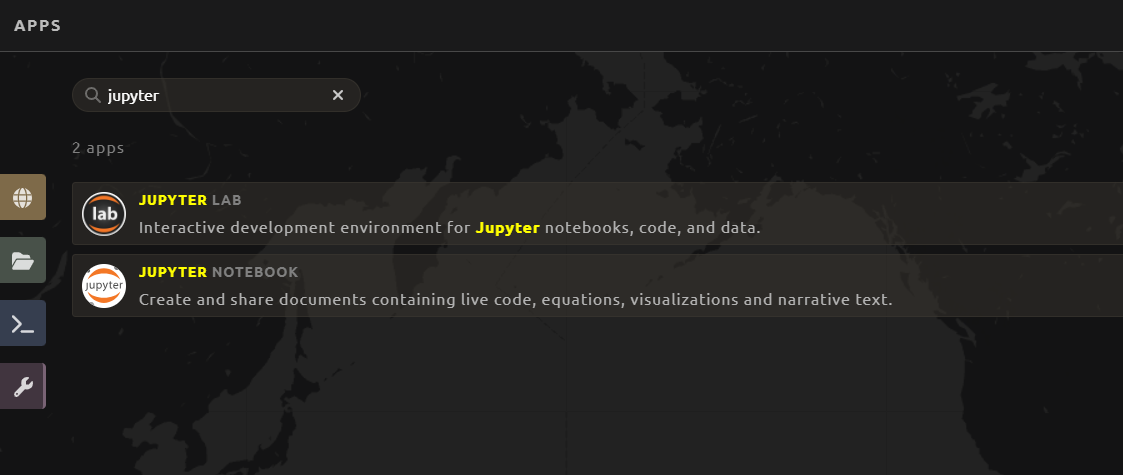 APPS
jupyter
2 apps
JUPYTER LAB
lab
Interactive development environment for Jupyter notebooks, code, and data.
JUPYTER NOTEBOOK
jupyter
Create and share documents containing live code, equations, visualizations and narrative text.